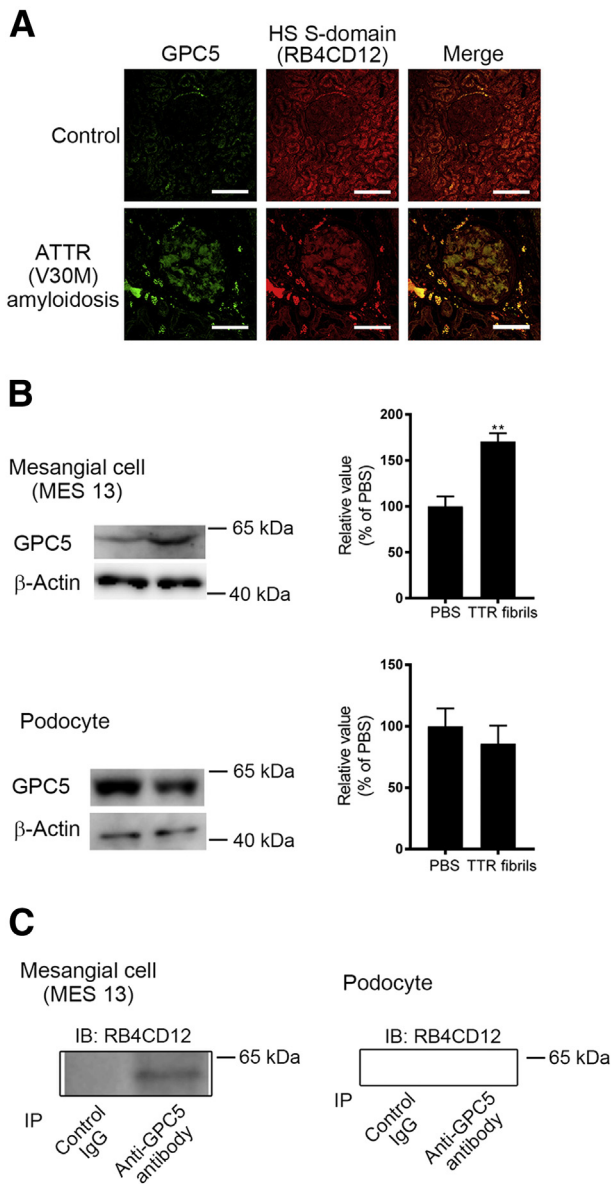 A
GPC5
HS S-domain
(RB4CD12)
Merge
Control
ATTR
(V30M)
amyloidosis
B
Mesangial cell
(MES 13)
GPC5
β-Actin
65 kDa
40 kDa
Relative value
(% of PBS)
200
150
100
50
0
**
PBS
TTR fibrils
Podocyte
GPC5
β-Actin
65 kDa
40 kDa
Relative value
(% of PBS)
150
100
50
0
PBS
TTR fibrils
C
Mesangial cell
(MES 13)
IB: RB4CD12
65 kDa
IP
Control
IgG
Anti-GPC5
antibody
Podocyte
IB: RB4CD12
65 kDa
IP
Control
IgG
Anti-GPC5
antibody